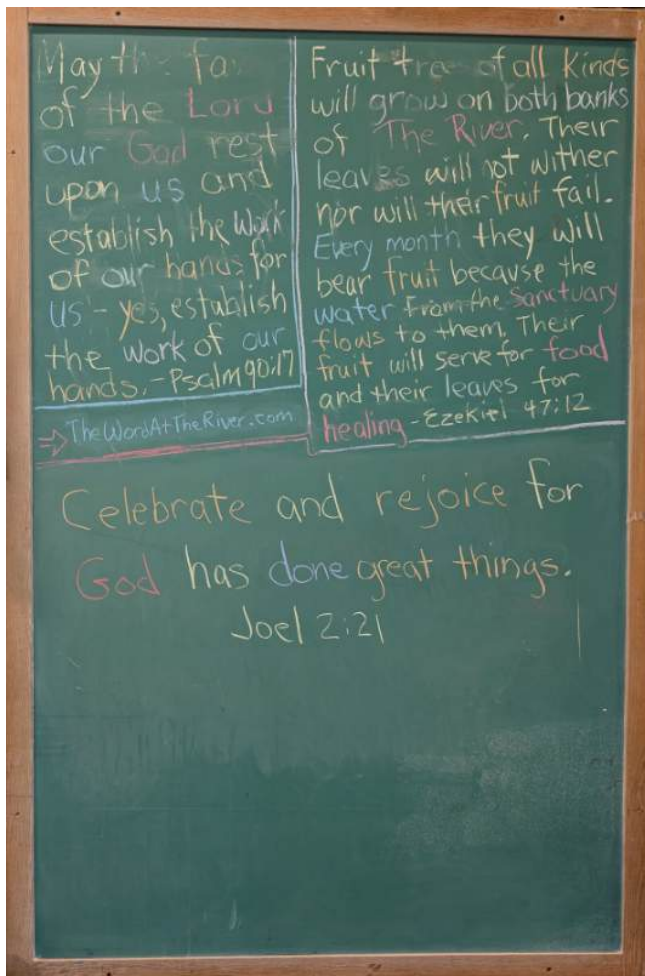 May the fa
of the Lord
our God rest
upon us and
establish the work
of our hands for
us - yes, establish
the work of our
hands. - Psalm 90:17
⇒ TheWordAtTheRiver.com
Fruit tre of all kinds
will grow on both banks
of The River. Their
leaves will not wither
nor will their fruit fail.
Every month they will
bear fruit because the
water from the sanctuary
flows to them. Their
fruit will serve for food
and their leaves for
healing - Ezekiel 47:12
Celebrate and rejoice for
God has done great things.
Joel 2:21